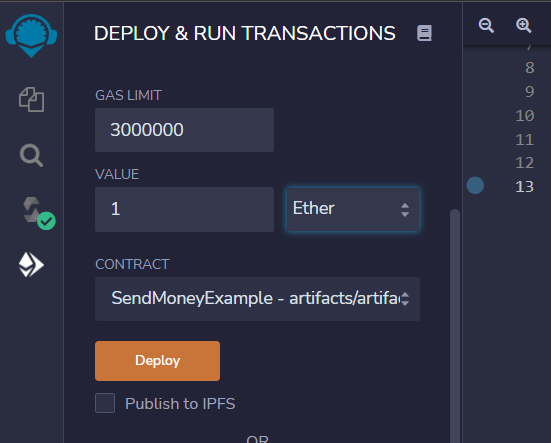 DEPLOY & RUN TRANSACTIONS
GAS LIMIT
3000000
VALUE
1
Ether
CONTRACT
SendMoneyExample - artifacts/artifac
Deploy
Publish to IPFS
OR
7
8
9
10
11
12
13